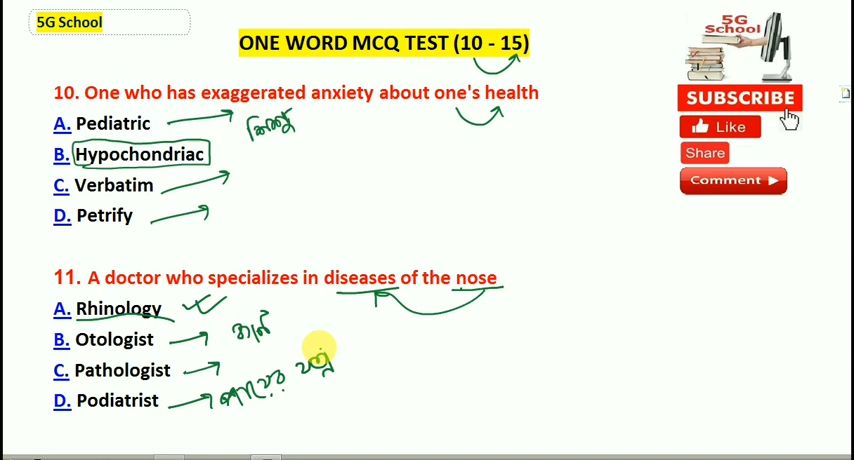 5G School
ONE WORD MCQ TEST (10 - 15)
10. One who has exaggerated anxiety about one's health
A. Pediatric
B. Hypochondriac
C. Verbatim
D. Petrify
11. A doctor who specializes in diseases of the nose
A. Rhinology
B. Otologist
C. Pathologist
D. Podiatrist
5G
School
SUBSCRIBE
Like
Share
Comment